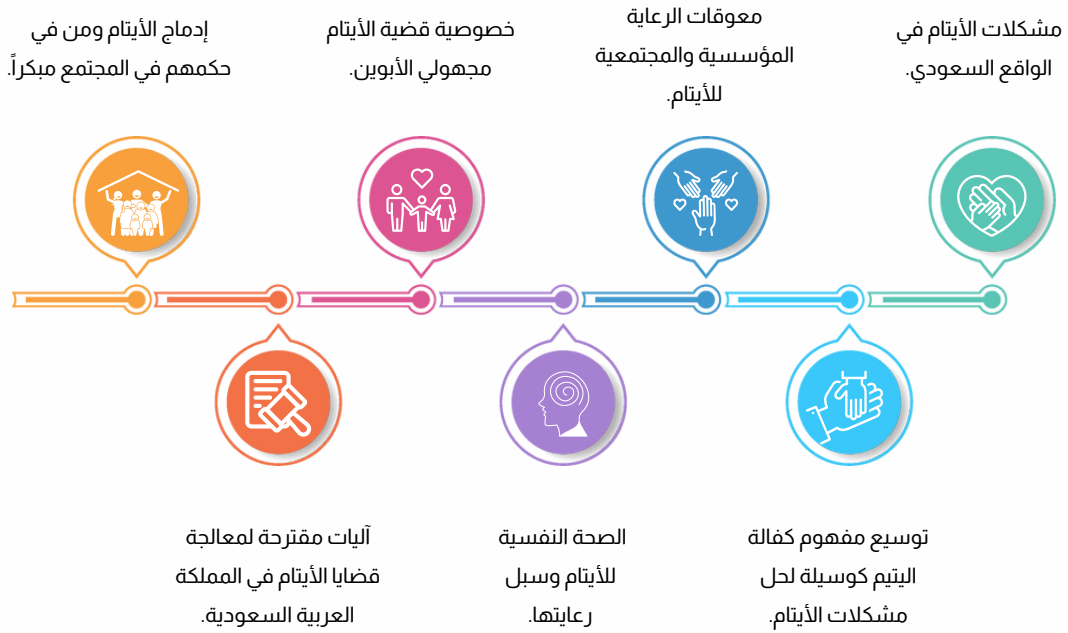 مشكلات الأيتام في
الواقع السعودي.
توسيع مفهوم كفالة
اليتيم كوسيلة لحل
مشكلات الأيتام.
معوقات الرعاية
المؤسسية والمجتمعية
للأيتام.
الصحة النفسية
للأيتام وسبل
رعايتها.
خصوصية قضية الأيتام
مجهولي الأبوين.
آليات مقترحة لمعالجة
قضايا الأيتام في المملكة
العربية السعودية.
إدماج الأيتام ومن في
حكمهم في المجتمع مبكراً.